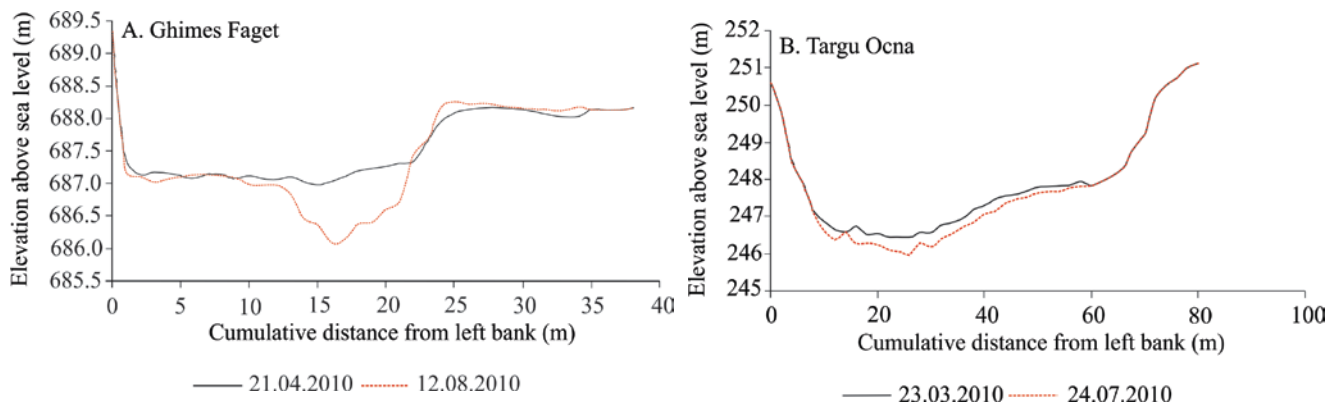 A. Ghimes Faget
Elevation above sea level (m)
689.5
689.0
688.5
688.0
687.5
687.0
686.5
686.0
685.5
0 5 10 15 20 25 30 35 40
Cumulative distance from left bank (m)
21.04.2010 12.08.2010
B. Targu Ocna
Elevation above sea level (m)
252
251
250
249
248
247
246
245
0 20 40 60 80 100
Cumulative distance from left bank (m)
23.03.2010 24.07.2010